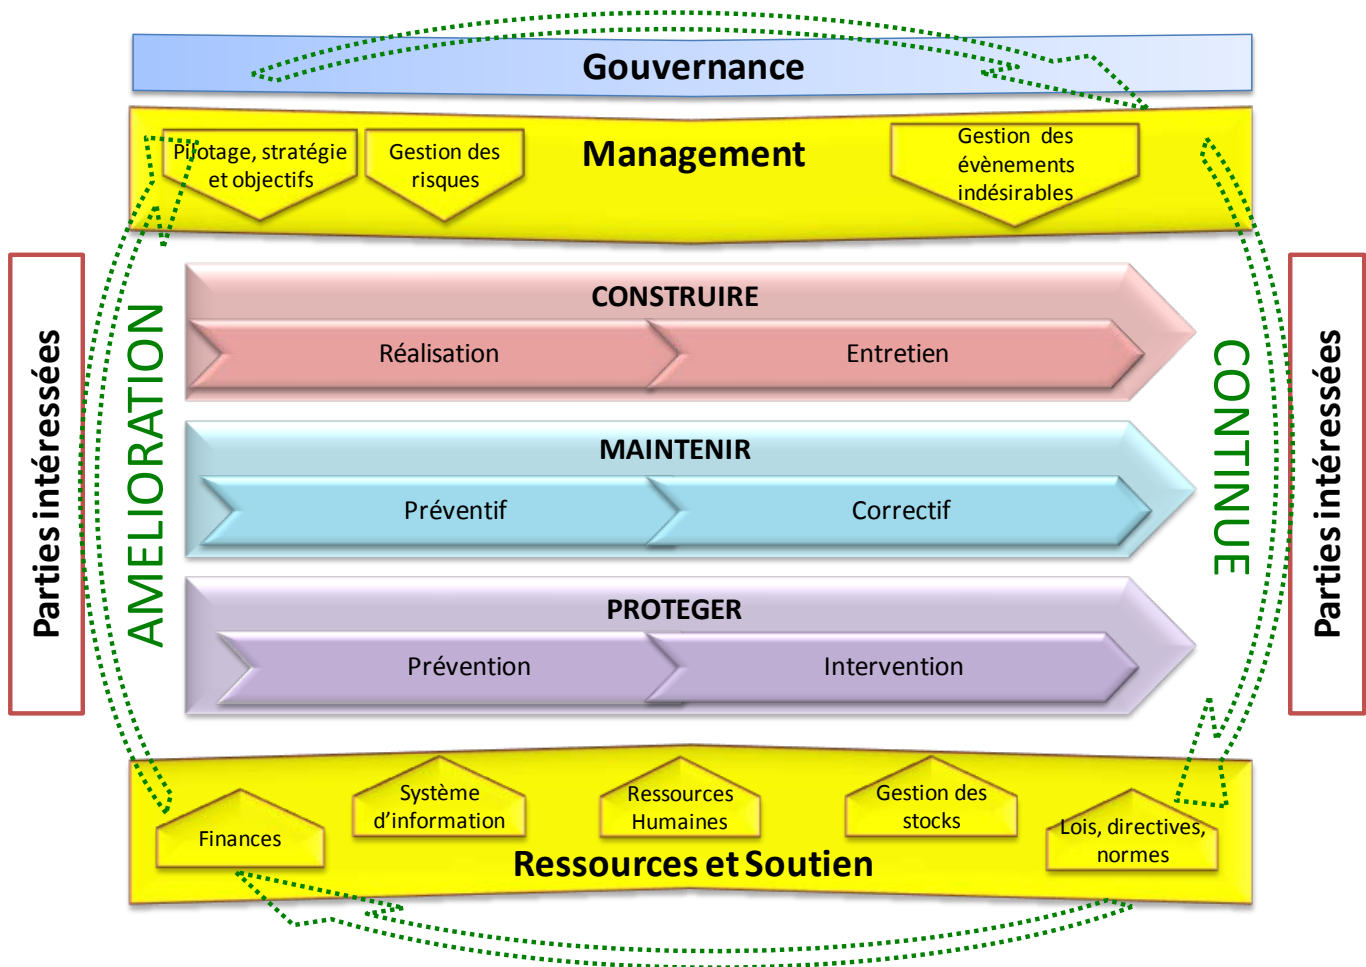 Gouvernance
Pilotage, stratégie
et objectifs
Gestion des
risques
Management
Gestion des
évènements
indésirables
Parties intéressées
AMELIORATION
CONSTRUIRE
Réalisation
Entretien
MAINTENIR
Préventif
Correctif
PROTEGER
Prévention
Intervention
CONTINUE
Parties intéressées
Finances
Système
d’information
Ressources
Humaines
Gestion des
stocks
Lois, directives,
normes
Ressources et Soutien